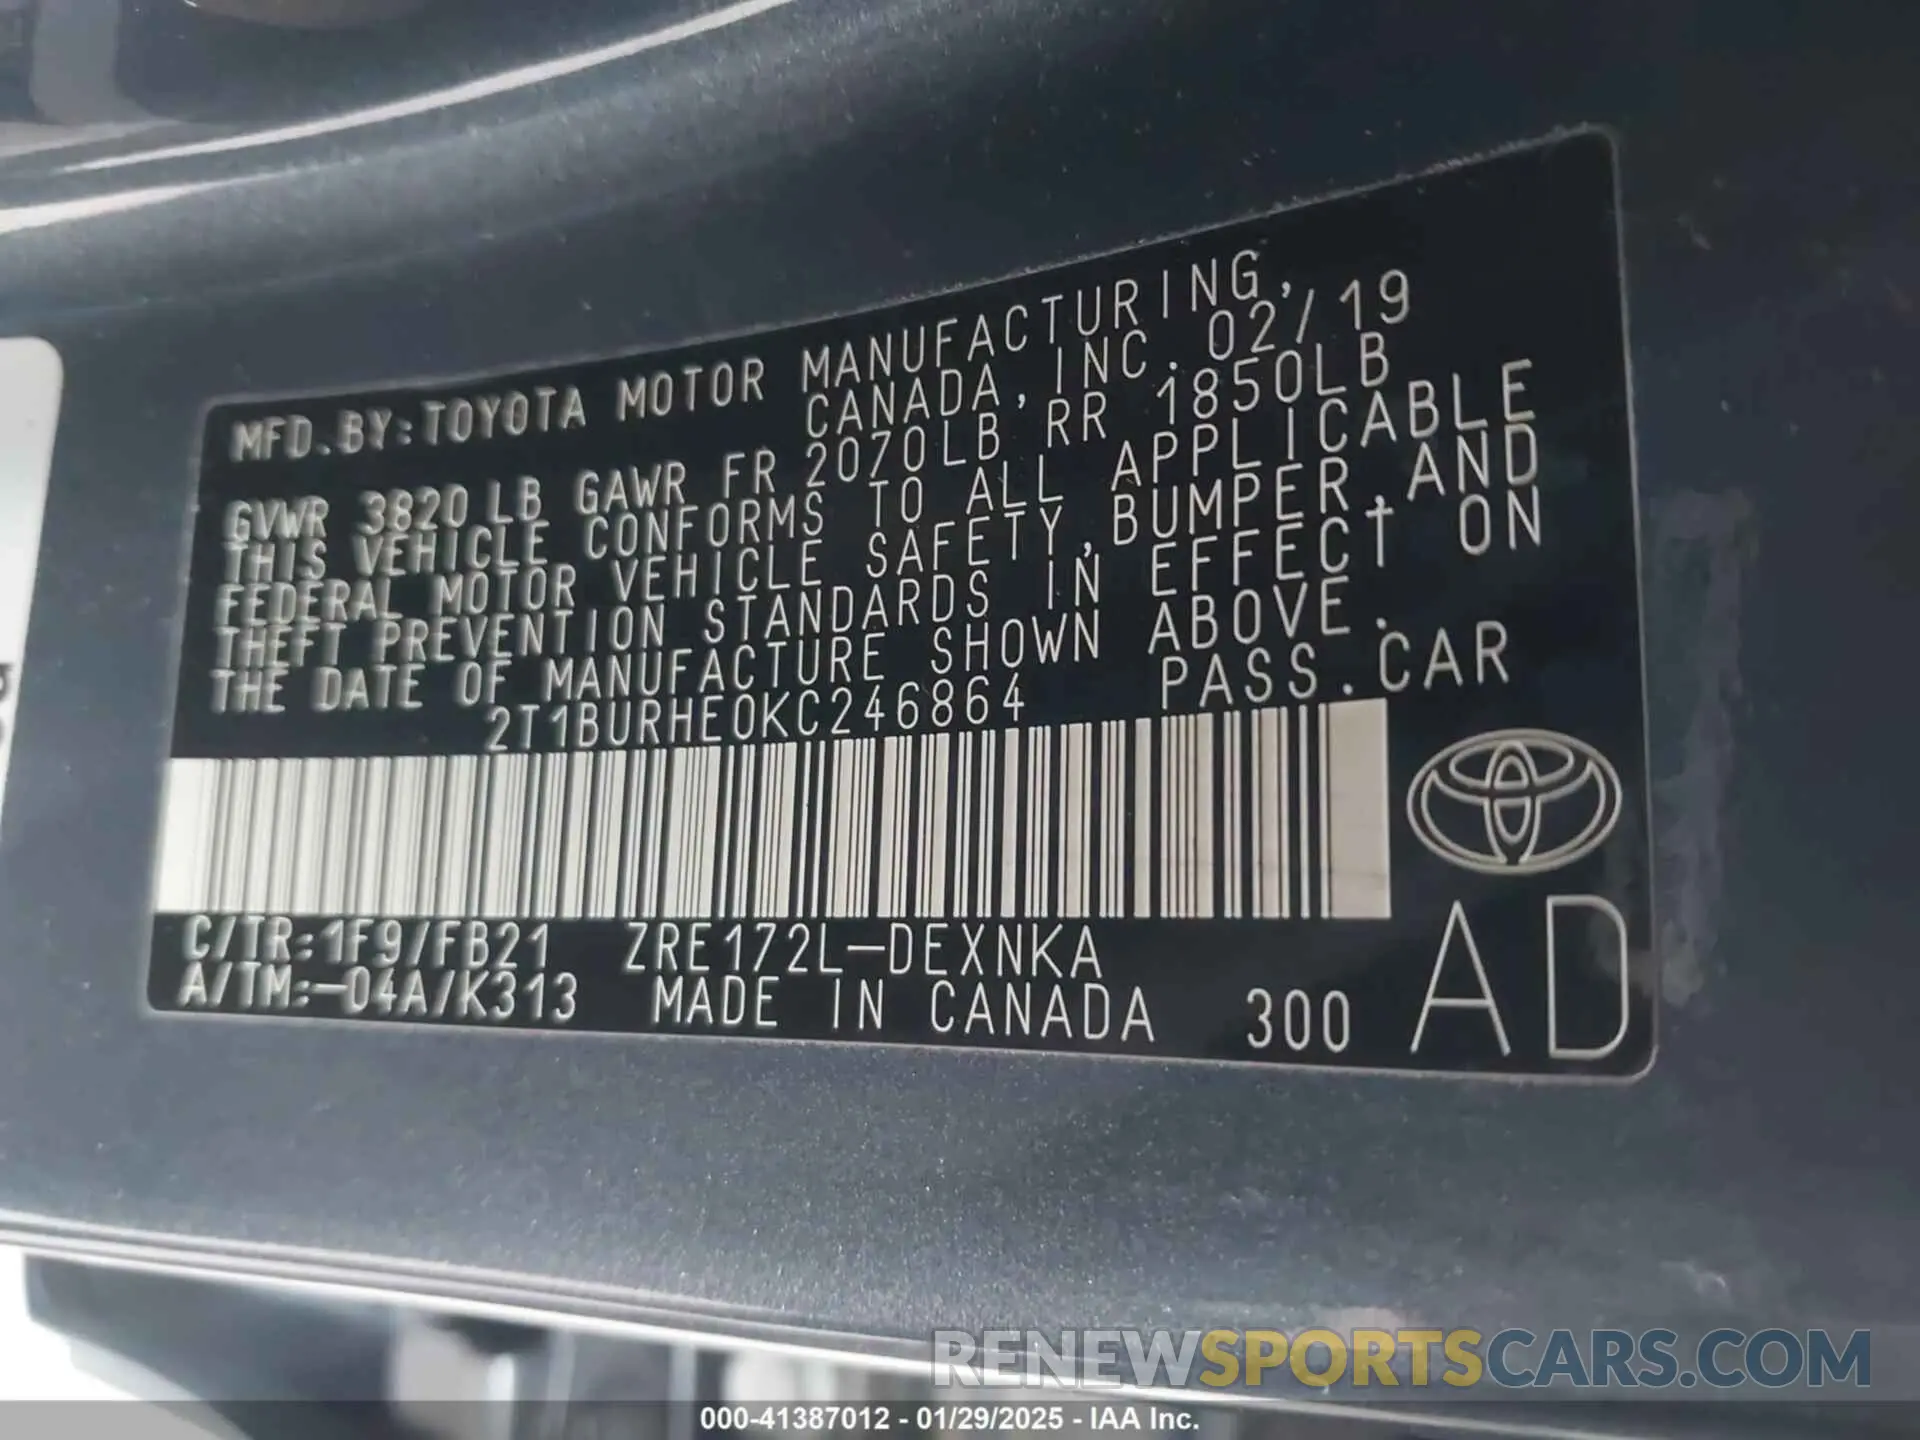 MFD.BY:TOYOTA MOTOR MANUFACTURING,
CANADA, INC. 02/19
GVWR 3820LB GAWR FR 2070LB RR 1850LB
THIS VEHICLE CONFORMS TO ALL APPLICABLE
FEDERAL MOTOR VEHICLE SAFETY,BUMPER,AND
THEFT PREVENTION STANDARDS IN EFFECT ON
THE DATE OF MANUFACTURE SHOWN ABOVE.
2T1BURHE0KC246864 PASS.CAR
C/TR:1F9/FB21 ZRE172L-DEXNKA
A/TM:-04A/K313 MADE IN CANADA 300 AD
RENEWSPORTSCARS.COM
000-41387012 - 01/29/2025 - IAA Inc.